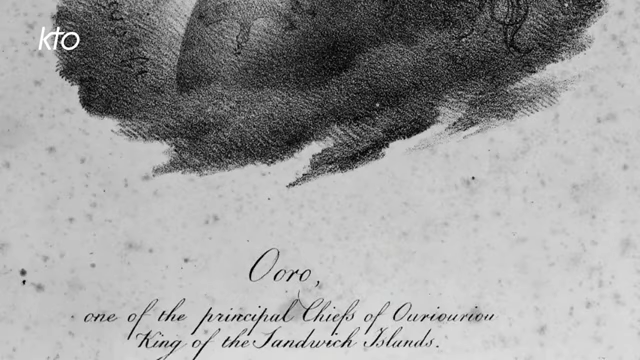 kto
Ooro,
one of the principal Chiefs of Ouriouriou
King of the Sandwich Islands.